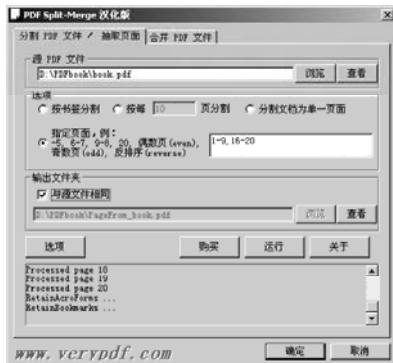 PDF Split-Merge 汉化版
分割 PDF 文件 / 抽取页面 合并 PDF 文件
源 PDF 文件
D:\PDFbook\book.pdf 浏览 查看
选项
按书签分割 按每 10 页分割 分割文档为单一页面
指定页面，例：
-5, 6-7, 9-8, 20, 偶数页(even),
奇数页(odd), 反排序(reverse)
1-9,16-20
输出文件夹
与源文件相同
D:\PDFbook\PageFrom_book.pdf 浏览 查看
选项 购买 运行 关于
Processed page 18
Processed page 19
Processed page 20
RetainAcroForms ...
RetainBookmarks ...
www.verypdf.com 确定 取消